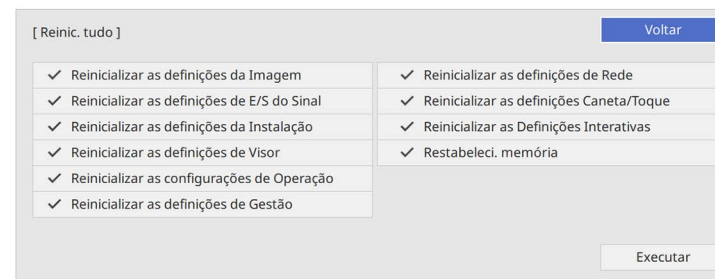 [ Reinic. tudo ]
Voltar
Reinicializar as definições da Imagem
Reinicializar as definições de E/S do Sinal
Reinicializar as definições da Instalação
Reinicializar as definições de Visor
Reinicializar as configurações de Operação
Reinicializar as definições de Gestão
Reinicializar as definições de Rede
Reinicializar as definições Caneta/Toque
Reinicializar as Definições Interativas
Restabeleci. memória
Executar